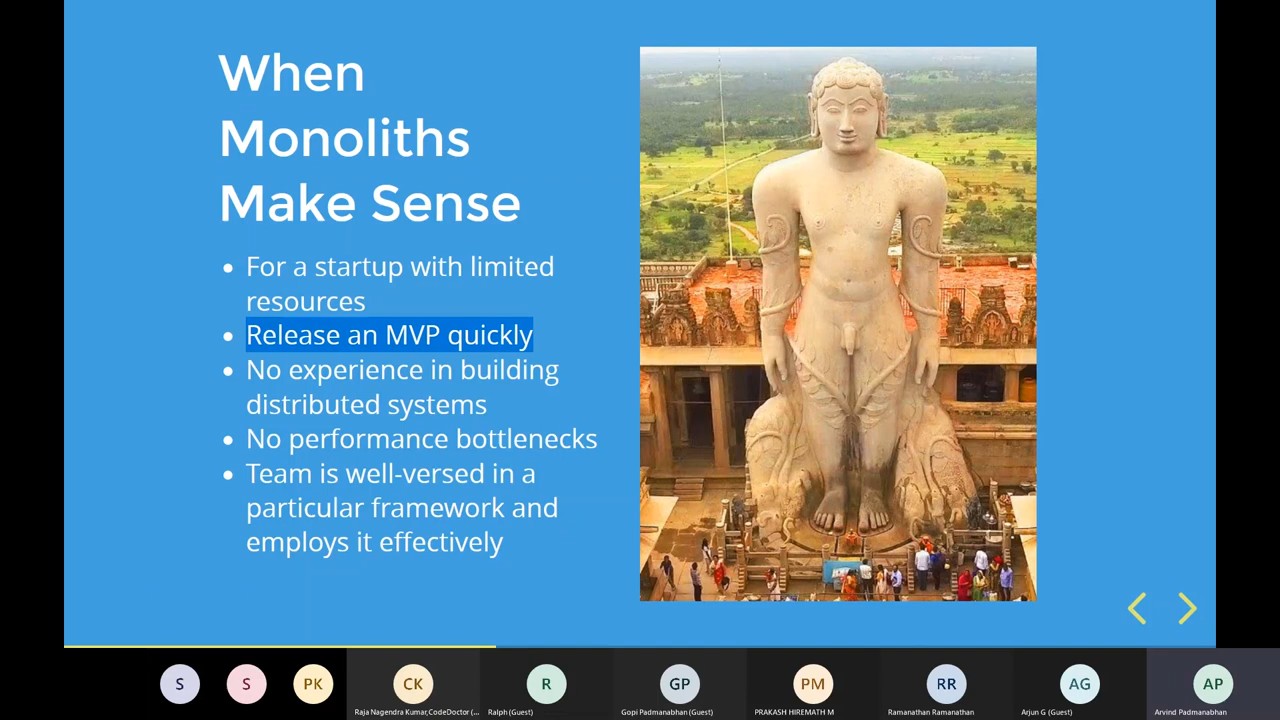 When
Monoliths
Make Sense
For a startup with limited
resources
Release an MVP quickly
No experience in building
distributed systems
No performance bottlenecks
Team is well-versed in a
particular framework and
employs it effectively
S
S
PK
CK
R
GP
PM
RR
AG
AP
Raja Nagendra Kumar,CodeDoctor (...
Ralph (Guest)
Gopi Padmanabhan (Guest)
PRAKASH HIREMATH M
Ramanathan Ramanathan
Arjun G (Guest)
Arvind Padmanabhan